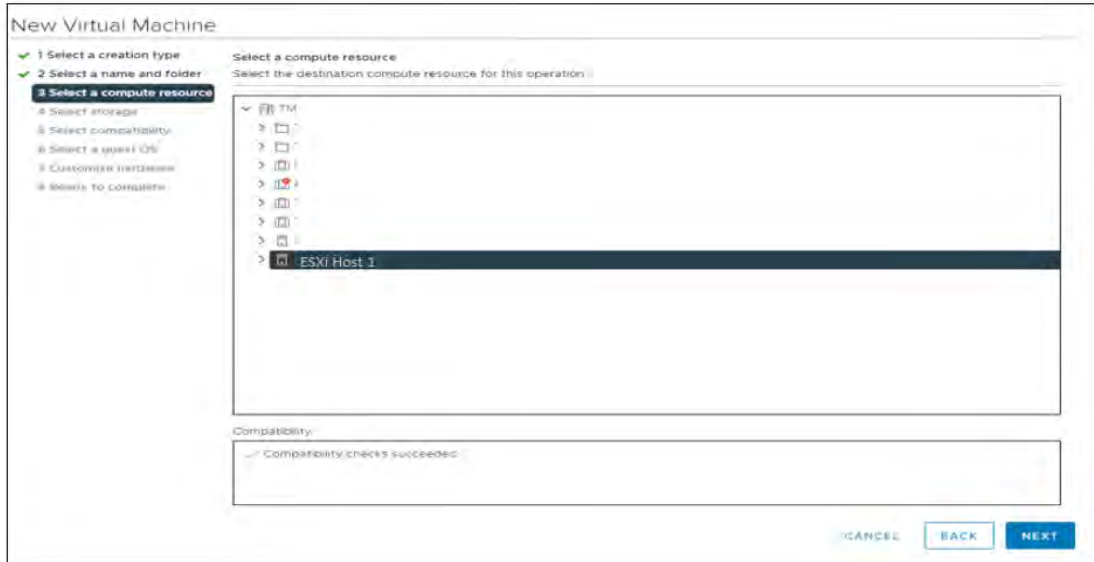 New Virtual Machine
1 Select a creation type
2 Select a name and folder
3 Select a compute resource
4 Select storage
5 Select compatibility
6 Select a guest OS
7 Customize hardware
8 Ready to complete
Select a compute resource
Select the destination compute resource for this operation
TM
ESXi Host 1
Compatibility
Compatibility checks succeeded.
CANCEL
BACK
NEXT